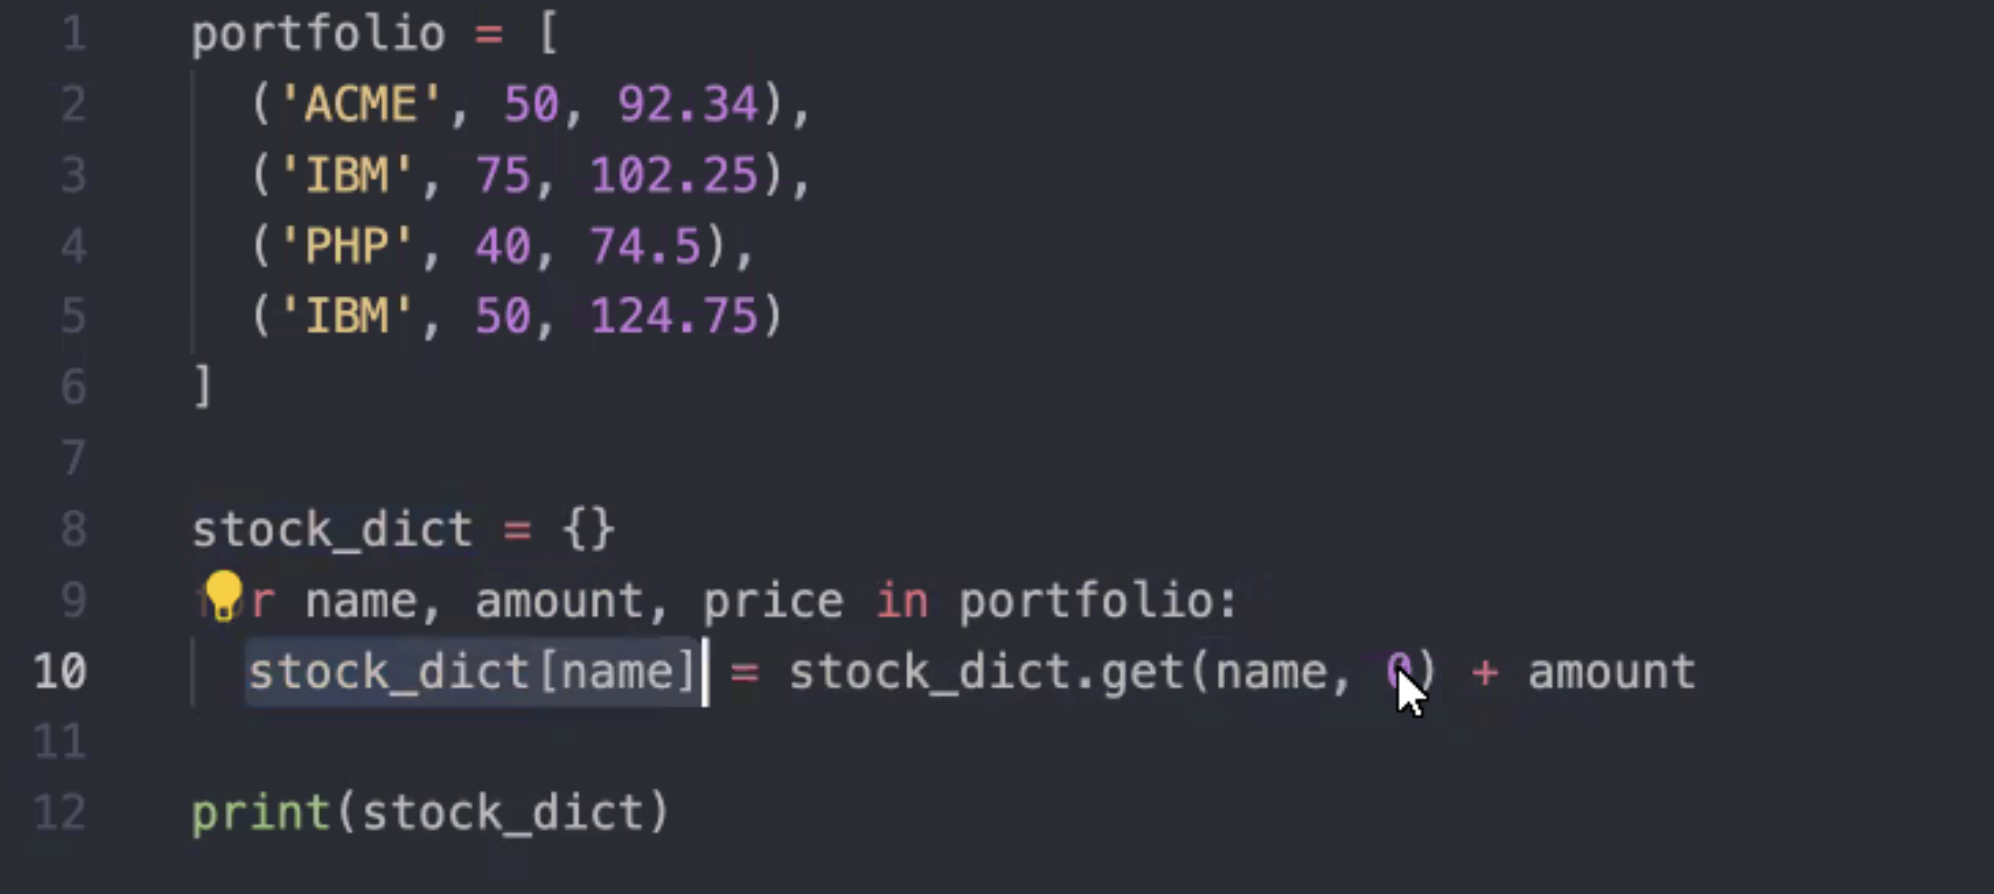 1 portfolio = [
2 ('ACME', 50, 92.34),
3 ('IBM', 75, 102.25),
4 ('PHP', 40, 74.5),
5 ('IBM', 50, 124.75)
6 ]
7
8 stock_dict = {}
9 for name, amount, price in portfolio:
10 stock_dict[name] = stock_dict.get(name, 0) + amount
11
12 print(stock_dict)